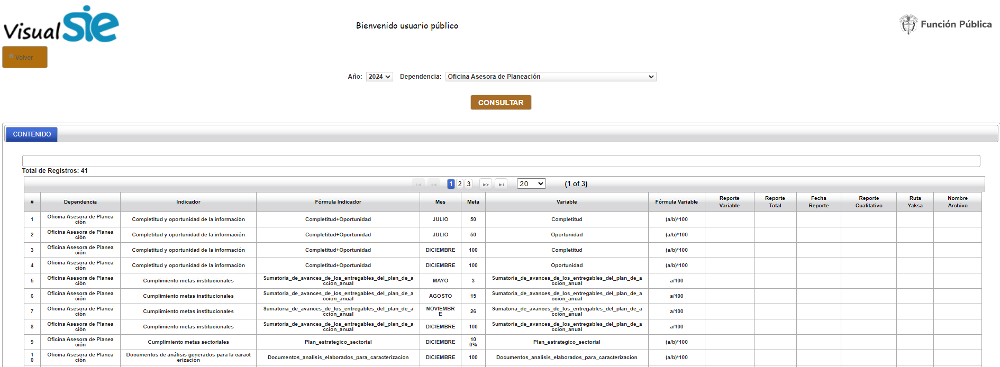 Visual sie
Bienvenido usuario público
Función Pública
Volver
Año: 2024 Dependencia: Oficina Asesora de Planeación
CONSULTAR
CONTENIDO
Total de Registros: 41
1 2 3 20 (1 of 3)
# Dependencia Indicador Fórmula Indicador Mes Meta Variable Fórmula Variable Reporte Variable Reporte Total Fecha Reporte Reporte Cualitativo Ruta Yaksa Nombre Archivo
1 Oficina Asesora de Planeación Completitud y oportunidad de la información Completitud+Oportunidad JULIO 50 Completitud (a/b)*100
2 Oficina Asesora de Planeación Completitud y oportunidad de la información Completitud+Oportunidad JULIO 50 Oportunidad (a/b)*100
3 Oficina Asesora de Planeación Completitud y oportunidad de la información Completitud+Oportunidad DICIEMBRE 100 Completitud (a/b)*100
4 Oficina Asesora de Planeación Completitud y oportunidad de la información Completitud+Oportunidad DICIEMBRE 100 Oportunidad (a/b)*100
5 Oficina Asesora de Planeación Cumplimiento metas institucionales Sumatoria_de_avances_de_los_entregables_del_plan_de_accion_anual MAYO 3 Sumatoria_de_avances_de_los_entregables_del_plan_de_accion_anual a/100
6 Oficina Asesora de Planeación Cumplimiento metas institucionales Sumatoria_de_avances_de_los_entregables_del_plan_de_accion_anual AGOSTO 15 Sumatoria_de_avances_de_los_entregables_del_plan_de_accion_anual a/100
7 Oficina Asesora de Planeación Cumplimiento metas institucionales Sumatoria_de_avances_de_los_entregables_del_plan_de_accion_anual NOVIEMBRE 26 Sumatoria_de_avances_de_los_entregables_del_plan_de_accion_anual a/100
8 Oficina Asesora de Planeación Cumplimiento metas institucionales Sumatoria_de_avances_de_los_entregables_del_plan_de_accion_anual DICIEMBRE 100 Sumatoria_de_avances_de_los_entregables_del_plan_de_accion_anual a/100
9 Oficina Asesora de Planeación Cumplimiento metas sectoriales Plan_estrategico_sectorial DICIEMBRE 100% Plan_estrategico_sectorial (a/b)*100
10 Oficina Asesora de Planeación Documentos de análisis generados para la caracterización Documentos_analisis_elaborados_para_caracterizacion DICIEMBRE 100 Documentos_analisis_elaborados_para_caracterizacion (a/b)*100